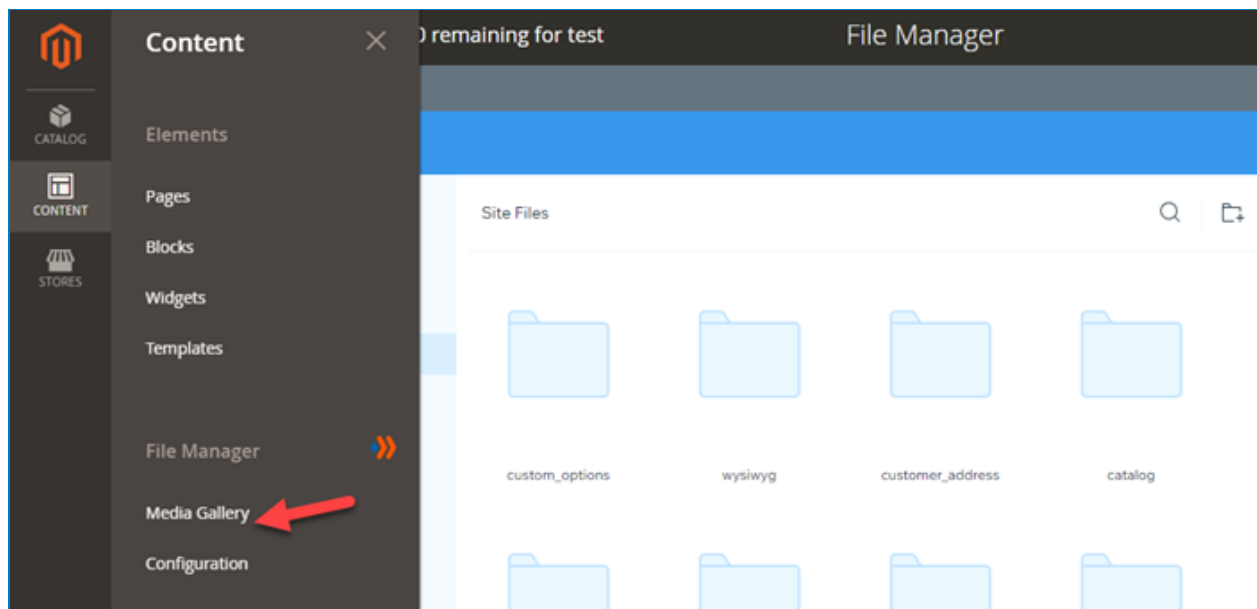 Content
remaining for test
File Manager
CATALOG
CONTENT
STORES
Elements
Pages
Blocks
Widgets
Templates
File Manager
Media Gallery
Configuration
Site Files
custom_options
wysiwyg
customer_address
catalog